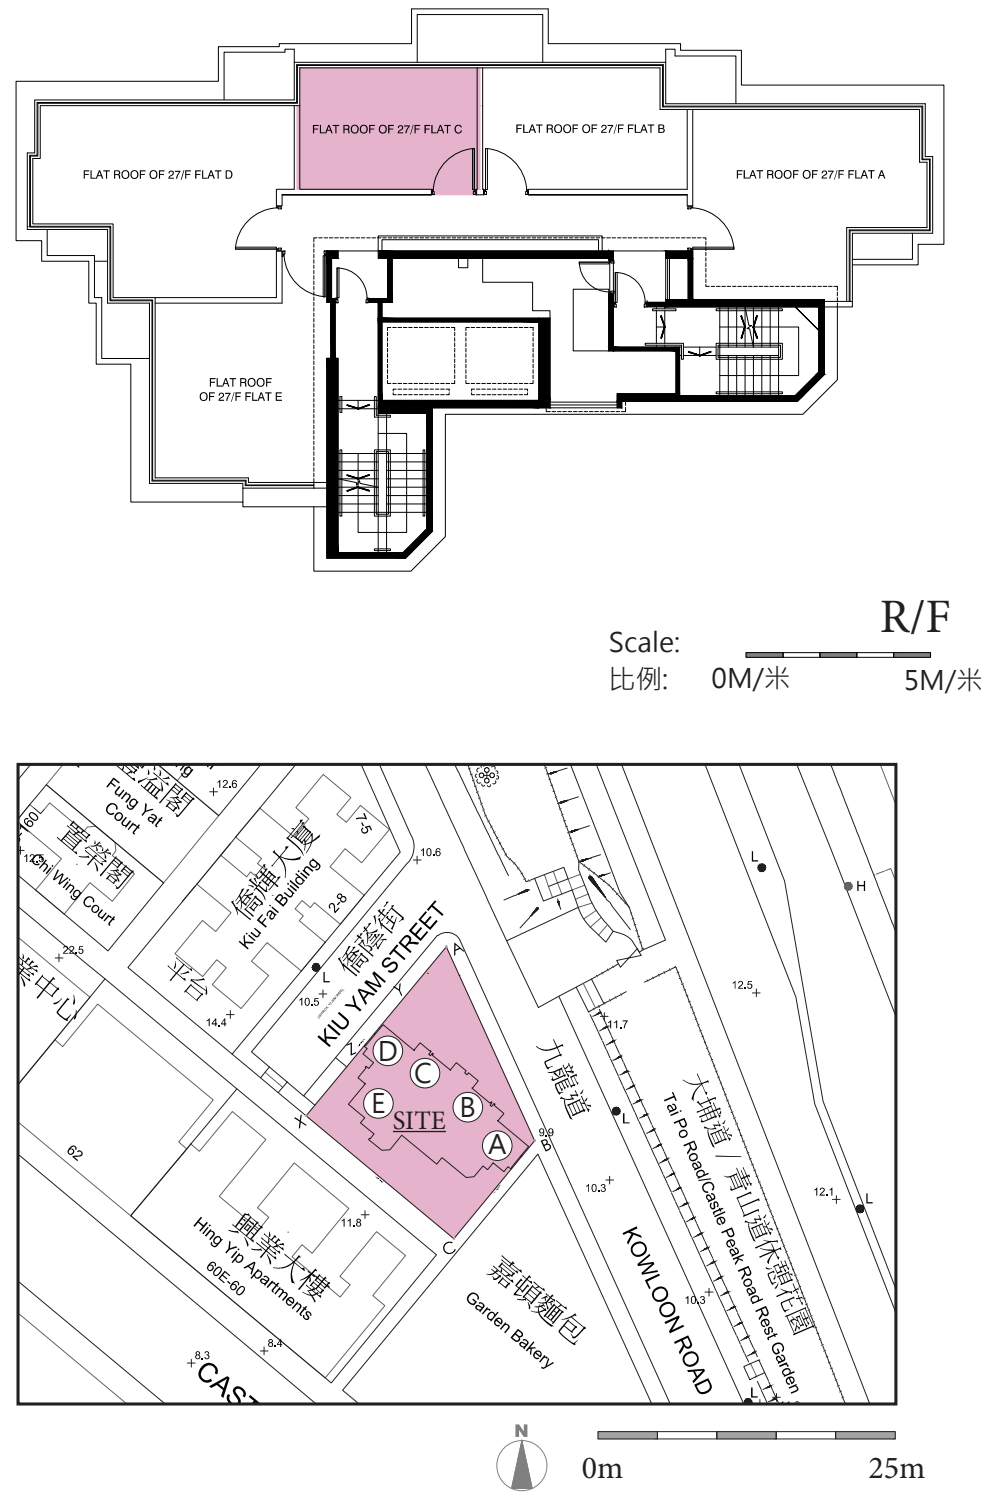 FLAT ROOF OF 27/F FLAT C
FLAT ROOF OF 27/F FLAT B
FLAT ROOF OF 27/F FLAT D
FLAT ROOF OF 27/F FLAT A
FLAT ROOF
OF 27/F FLAT E
R/F
Scale:
比例:
0M/米
5M/米
溢閣
Fung Yat
Court
12.6
160
置榮閣
Chi Wing Court
僑輝大廈
Kiu Fai Building
7-5
2-8
10.6
平台
L
10.5
14.4
22.5
業中心
僑蔭街
KIU YAM STREET
A
Y
Z
X
B
C
D
C
E
B
A
SITE
9.9
L
H
12.5
11.7
九龍道
KOWLOON ROAD
L
10.3
大埔道 / 青山道休憩花園
Tai Po Road/Castle Peak Road Rest Garden
12.1
L
10.3
L
62
11.8
興業大樓
Hing Yip Apartments
60E-60
嘉頓麵包
Garden Bakery
8.4
8.3
CAST
N
0m
25m